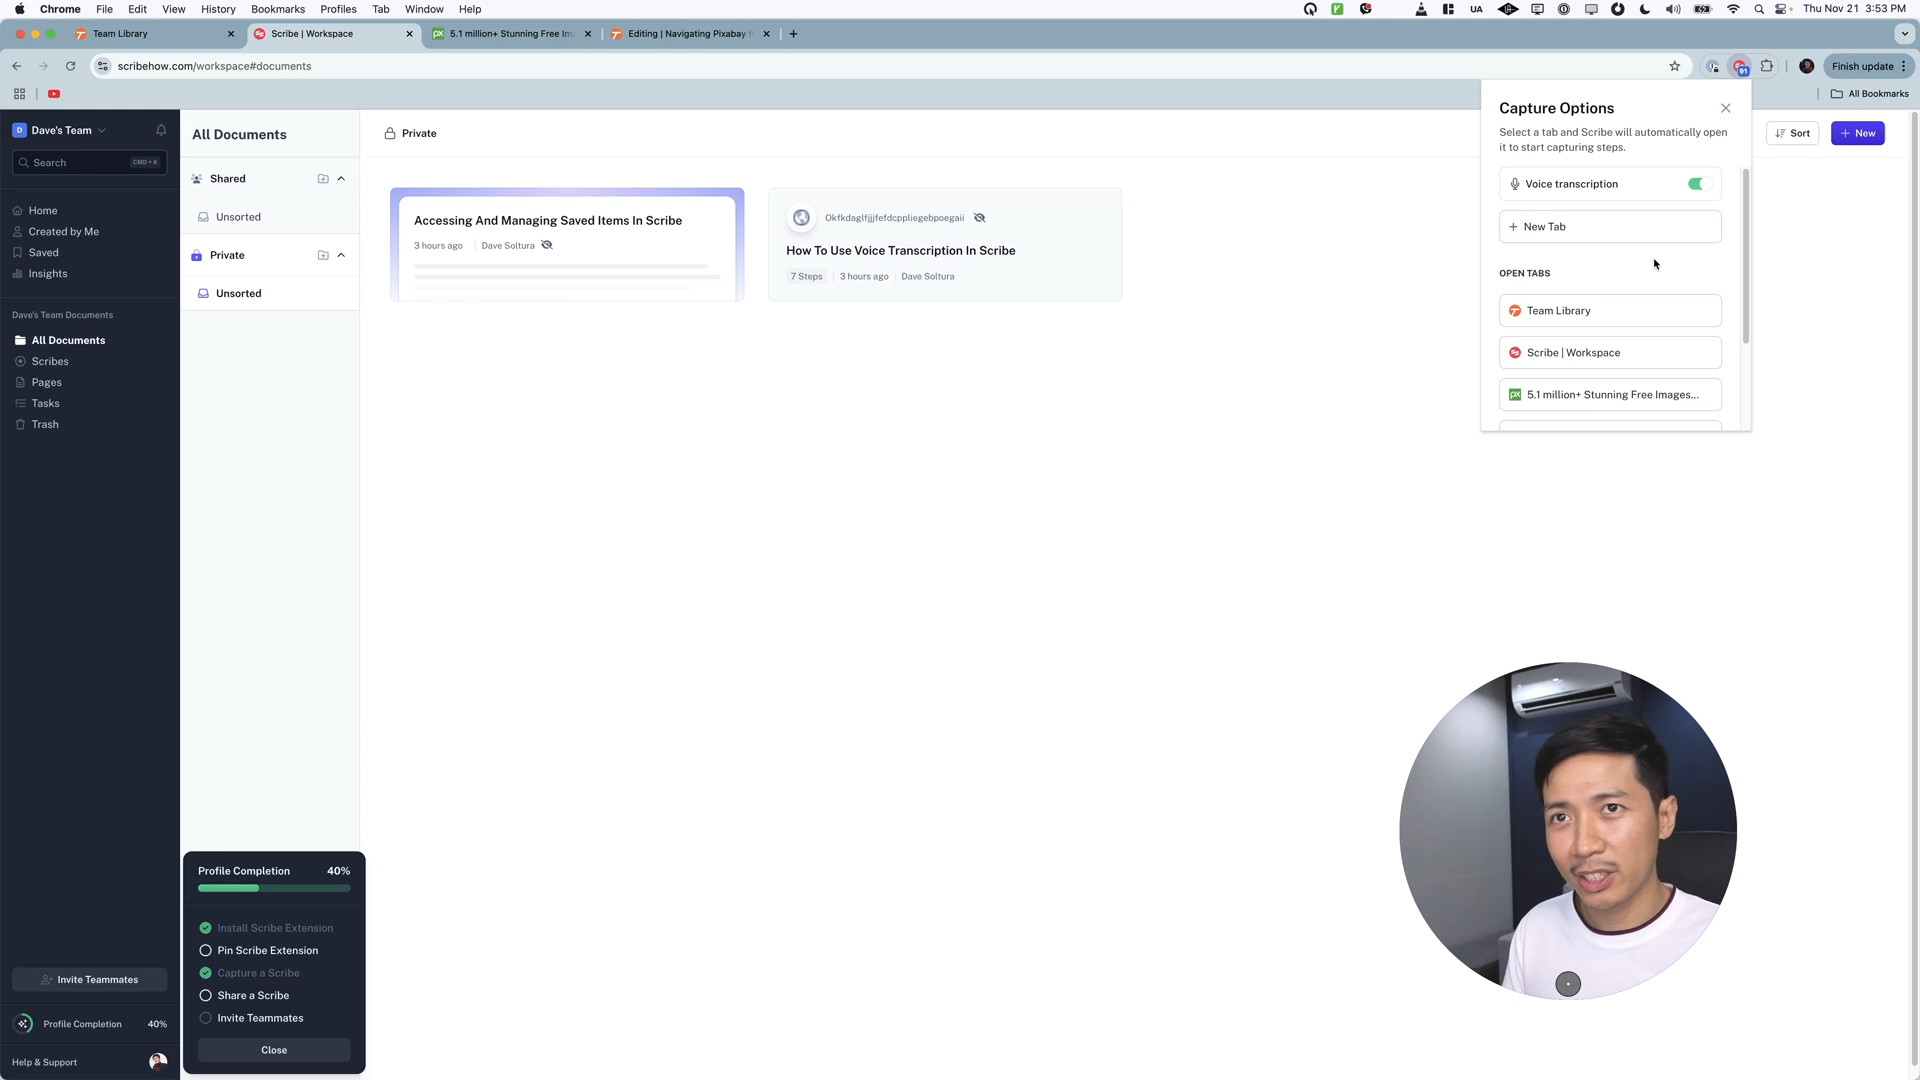 Chrome File Edit View History Bookmarks Profiles Tab Window Help
UA
Thu Nov 21 3:53 PM
Team Library
Scribe | Workspace
5.1 million+ Stunning Free Im
Editing | Navigating Pixabay f
scribehow.com/workspace#documents
91
Finish update
All Bookmarks
D Dave's Team
Search CMD+K
Home
Created by Me
Saved
Insights
Dave's Team Documents
All Documents
Scribes
Pages
Tasks
Trash
Invite Teammates
Profile Completion 40%
Help & Support
All Documents
Shared
Unsorted
Private
Unsorted
Profile Completion 40%
Install Scribe Extension
Pin Scribe Extension
Capture a Scribe
Share a Scribe
Invite Teammates
Close
Private
Sort
+ New
Accessing And Managing Saved Items In Scribe
3 hours ago Dave Soltura
Okfkdaglfjjjfefdcppliegebpoegaii
How To Use Voice Transcription In Scribe
7 Steps 3 hours ago Dave Soltura
Capture Options
Select a tab and Scribe will automatically open
it to start capturing steps.
Voice transcription
+ New Tab
OPEN TABS
Team Library
Scribe | Workspace
px 5.1 million+ Stunning Free Images...